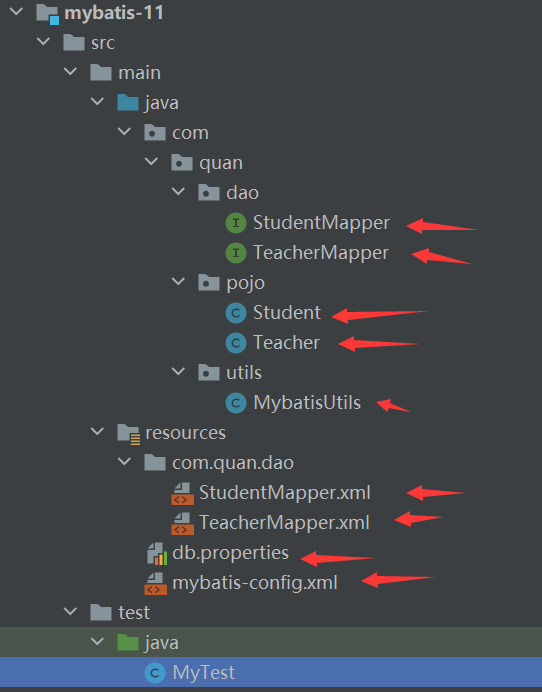 mybatis-11
src
main
java
com
quan
dao
StudentMapper
TeacherMapper
pojo
Student
Teacher
utils
MybatisUtils
resources
com.quan.dao
StudentMapper.xml
TeacherMapper.xml
db.properties
mybatis-config.xml
test
java
MyTest